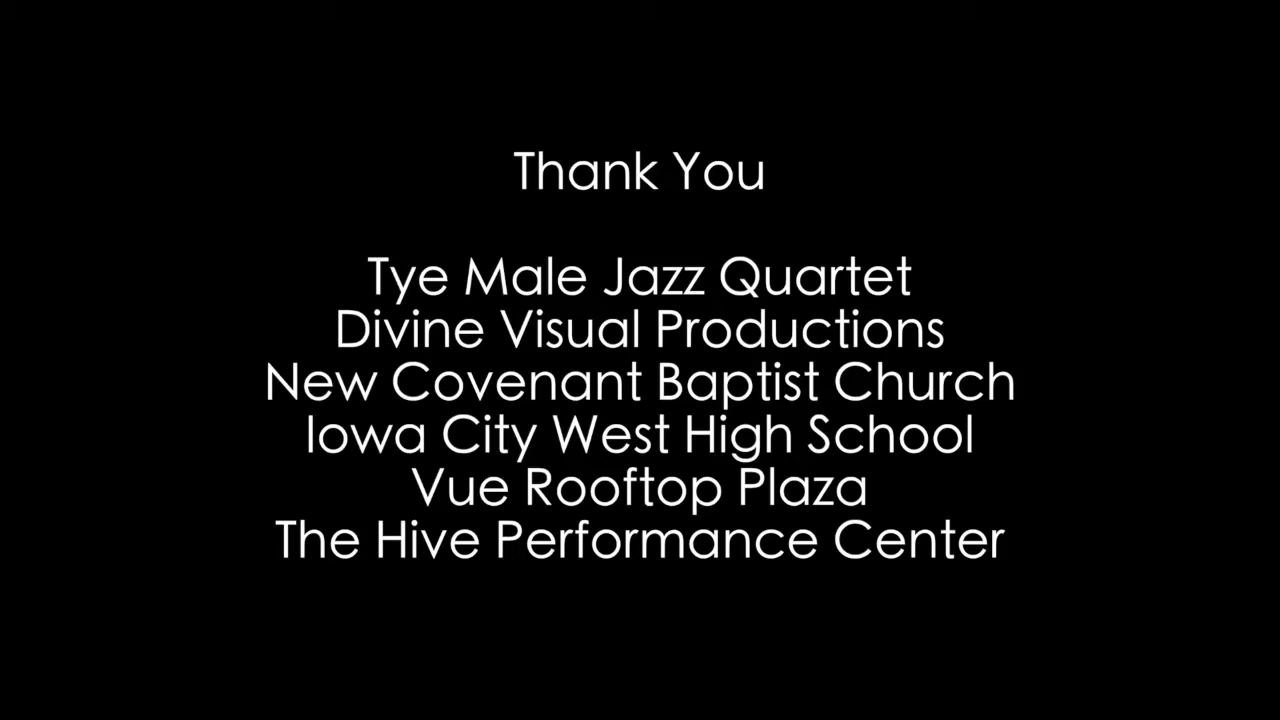 Thank You
Tye Male Jazz Quartet
Divine Visual Productions
New Covenant Baptist Church
Iowa City West High School
Vue Rooftop Plaza
The Hive Performance Center